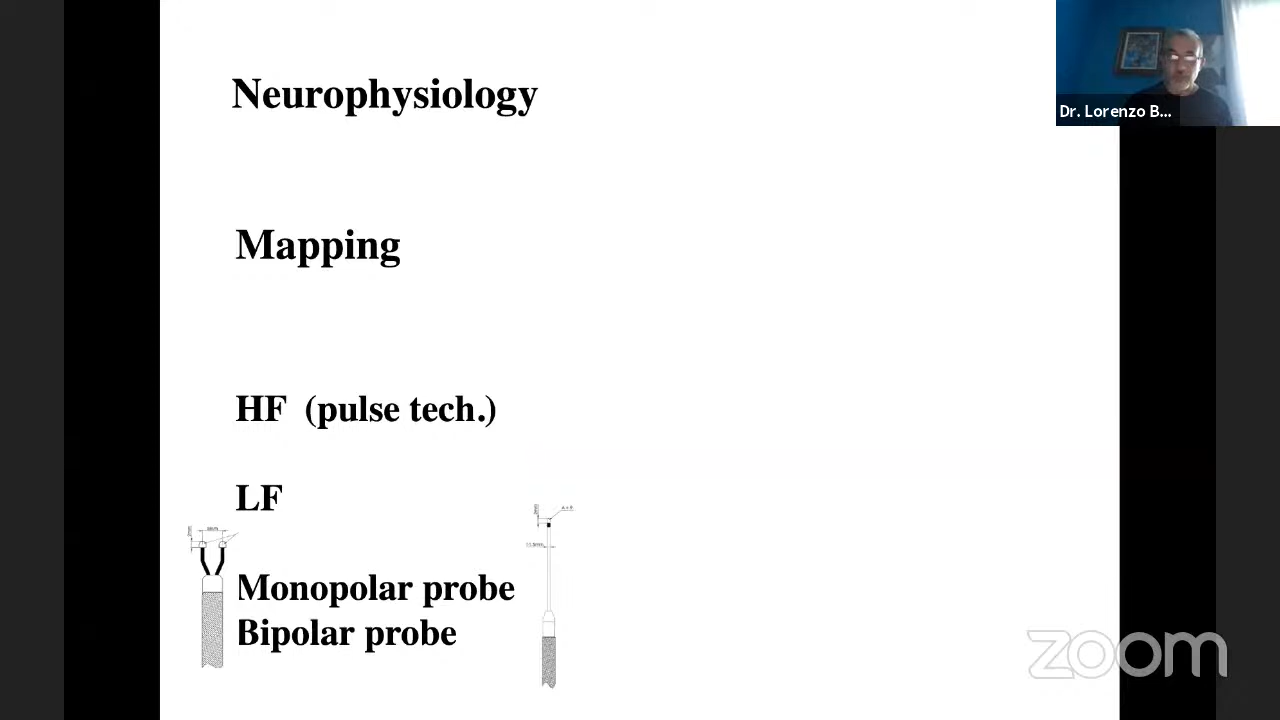 Neurophysiology
Dr. Lorenzo B...
Mapping
HF (pulse tech.)
LF
Monopolar probe
Bipolar probe
zoom